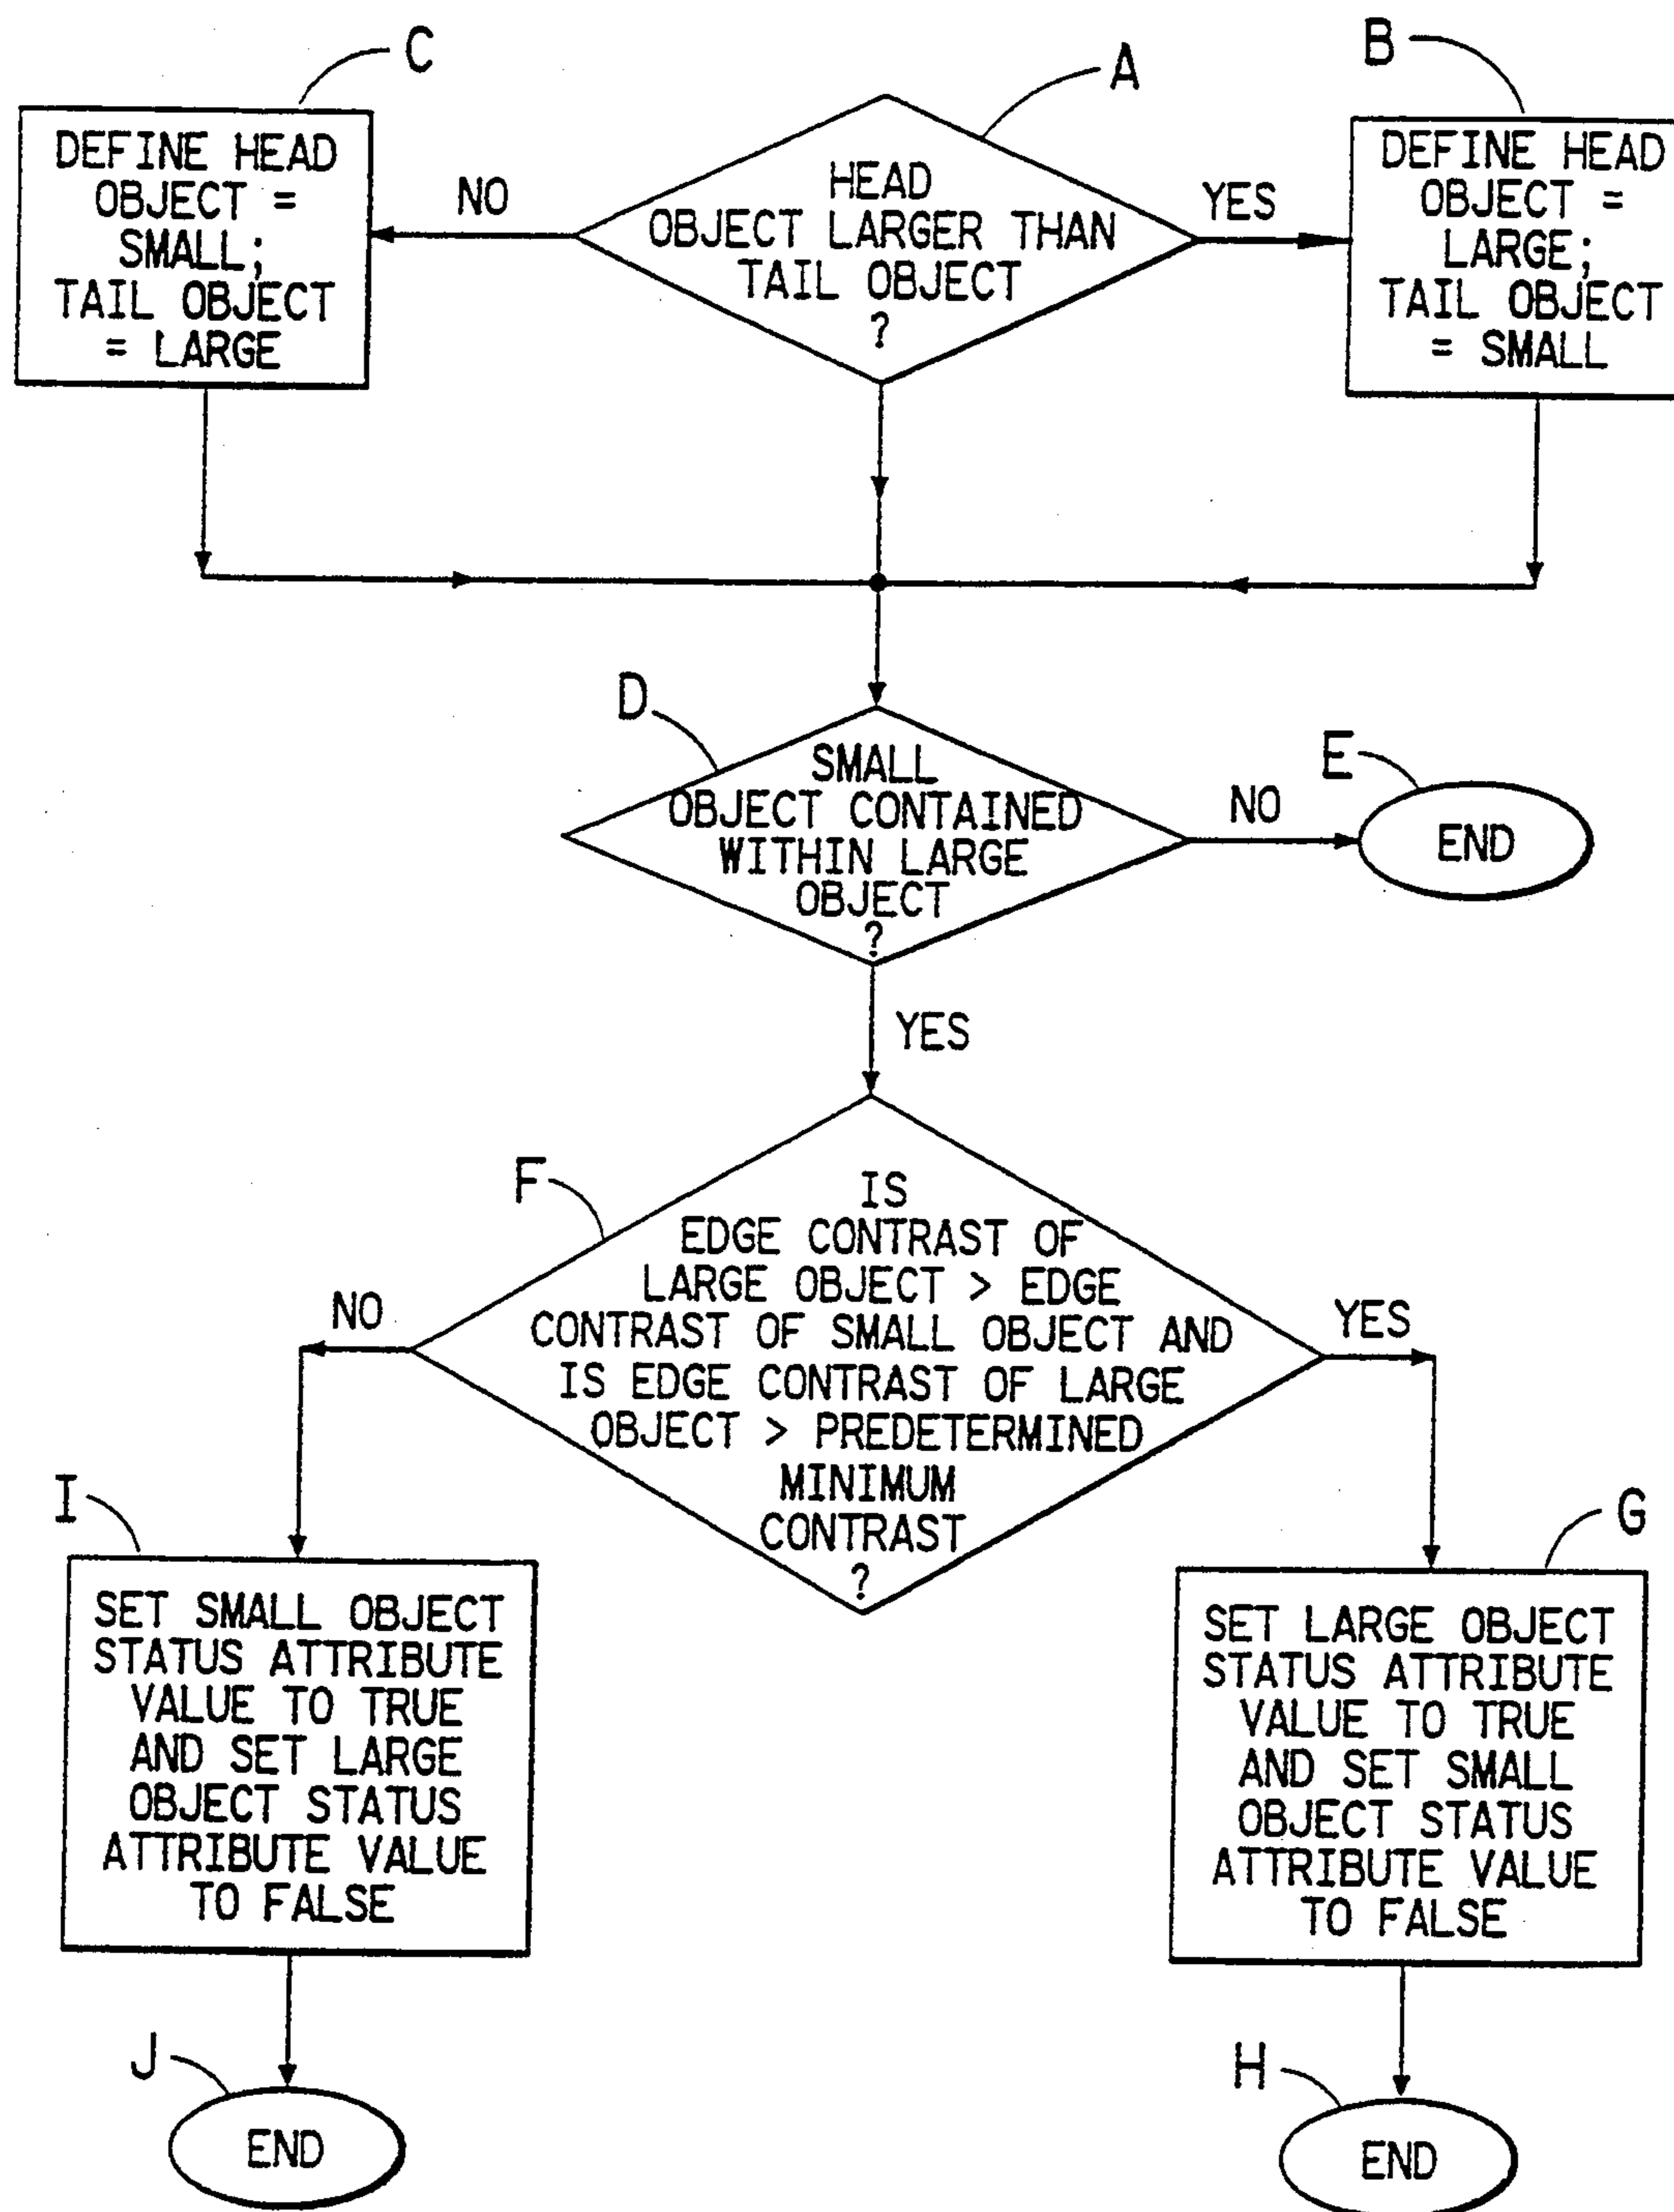 C
DEFINE HEAD
OBJECT =
SMALL;
TAIL OBJECT
= LARGE
NO
A
HEAD
OBJECT LARGER THAN
TAIL OBJECT
?
YES
B
DEFINE HEAD
OBJECT =
LARGE;
TAIL OBJECT
= SMALL
D
SMALL
OBJECT CONTAINED
WITHIN LARGE
OBJECT
?
NO
E
END
YES
F
IS
EDGE CONTRAST OF
LARGE OBJECT > EDGE
CONTRAST OF SMALL OBJECT AND
IS EDGE CONTRAST OF LARGE
OBJECT > PREDETERMINED
MINIMUM
CONTRAST
?
NO
YES
I
SET SMALL OBJECT
STATUS ATTRIBUTE
VALUE TO TRUE
AND SET LARGE
OBJECT STATUS
ATTRIBUTE VALUE
TO FALSE
G
SET LARGE OBJECT
STATUS ATTRIBUTE
VALUE TO TRUE
AND SET SMALL
OBJECT STATUS
ATTRIBUTE VALUE
TO FALSE
J
END
H
END